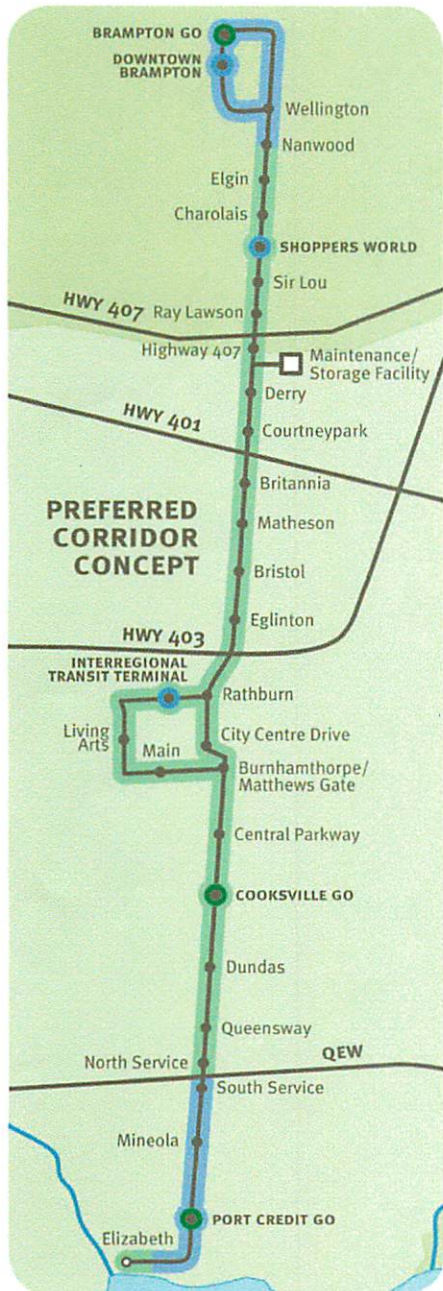 BRAMPTON GO
DOWNTOWN
BRAMPTON
Wellington
Nanwood
Elgin
Charolais
SHOPPERS WORLD
Sir Lou
HWY 407
Ray Lawson
Highway 407
Maintenance/
Storage Facility
Derry
HWY 401
Courtneypark
Britannia
PREFERRED
CORRIDOR
CONCEPT
Matheson
Bristol
Eglinton
HWY 403
INTERREGIONAL
TRANSIT TERMINAL
Rathburn
Living
Arts
Main
City Centre Drive
Burnhamthorpe/
Matthews Gate
Central Parkway
COOKSVILLE GO
Dundas
Queensway
North Service
QEW
South Service
Mineola
PORT CREDIT GO
Elizabeth